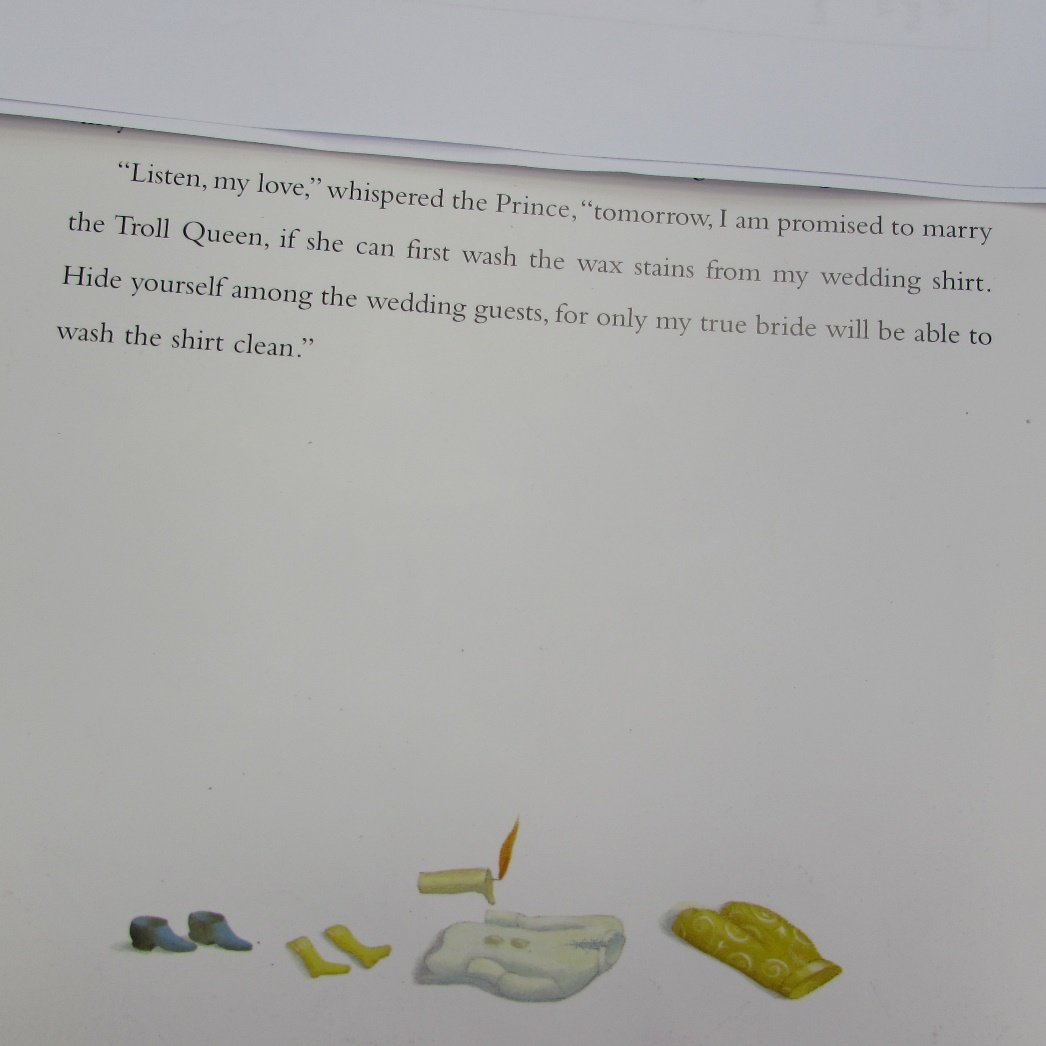 “Listen, my love,” whispered the Prince, “tomorrow, I am promised to marry
the Troll Queen, if she can first wash the wax stains from my wedding shirt.
Hide yourself among the wedding guests, for only my true bride will be able to
wash the shirt clean.”